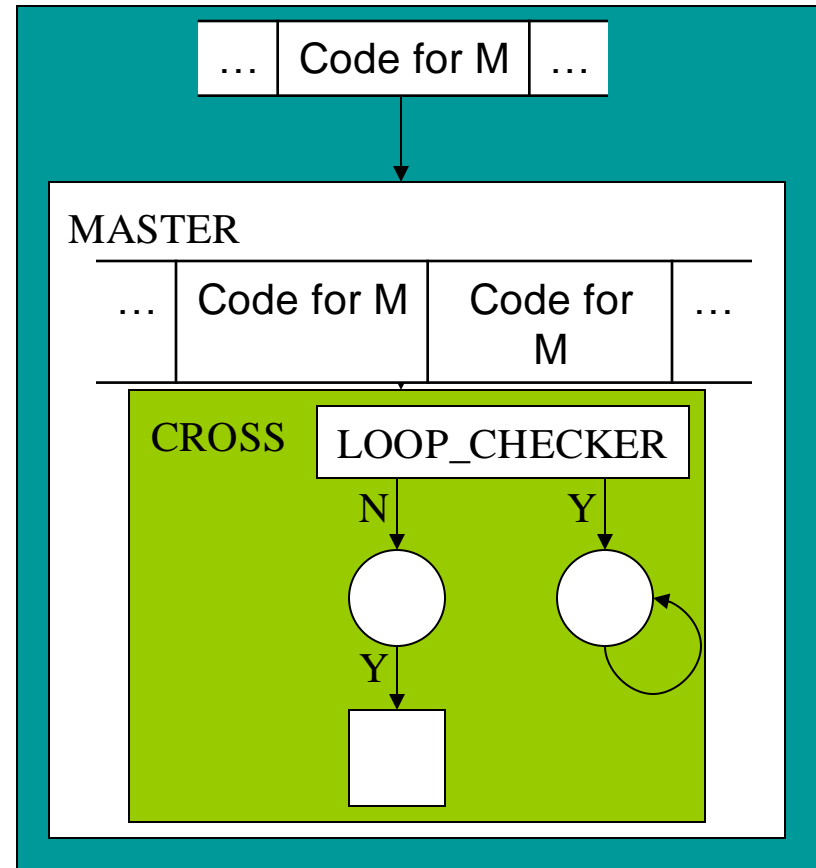 … Code for M …
MASTER
… Code for M Code for …
M
CROSS LOOP_CHECKER
N Y
Y